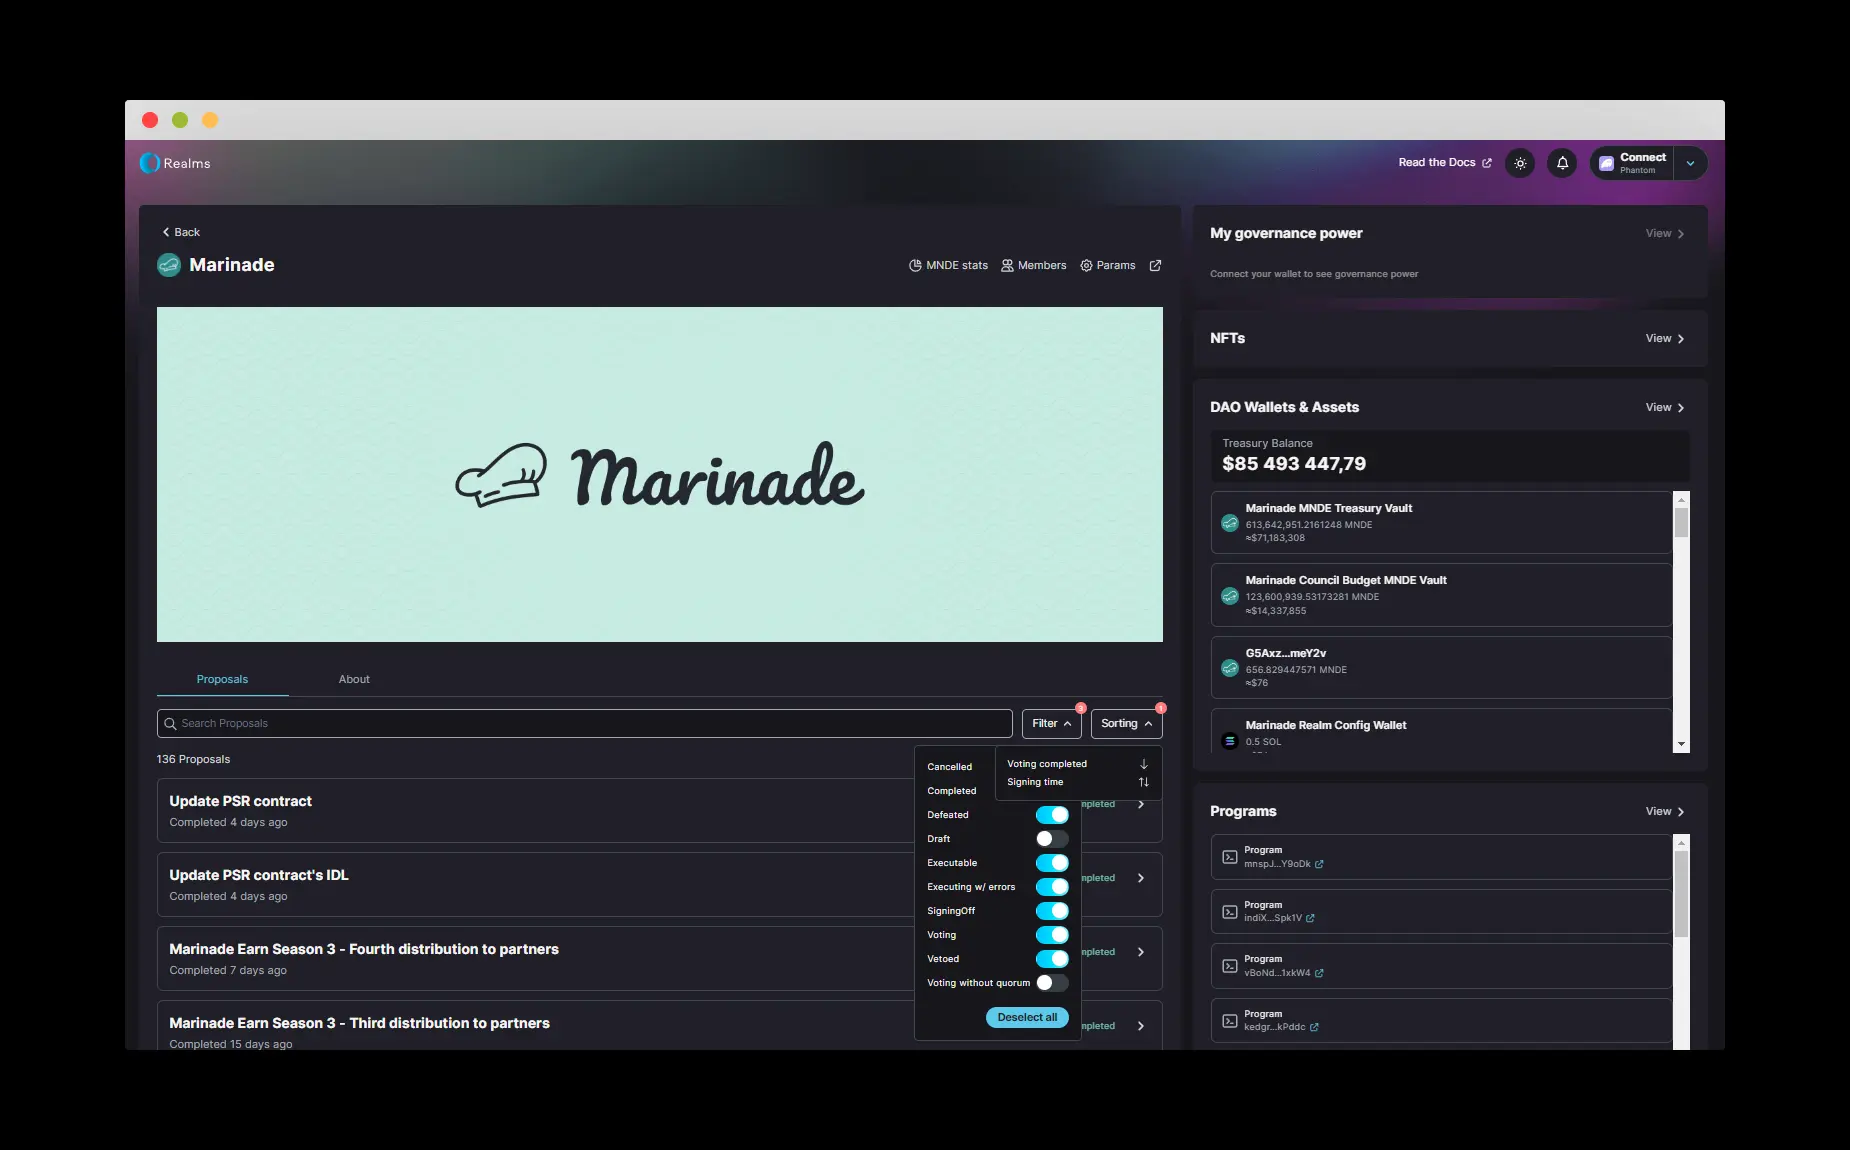 Realms
Read the Docs
Connect
Phantom
Back
Marinade
MNDE stats
Members
Params
Marinade
Proposals
About
Search Proposals
Filter
3
Sorting
1
136 Proposals
Cancelled
Completed
Defeated
Draft
Executable
Executing w/ errors
SigningOff
Voting
Vetoed
Voting without quorum
Deselect all
Voting completed
Signing time
Update PSR contract
Completed 4 days ago
mpleted
Update PSR contract's IDL
Completed 4 days ago
mpleted
Marinade Earn Season 3 - Fourth distribution to partners
Completed 7 days ago
mpleted
Marinade Earn Season 3 - Third distribution to partners
Completed 15 days ago
mpleted
My governance power
View
Connect your wallet to see governance power
NFTs
View
DAO Wallets & Assets
View
Treasury Balance
$85 493 447,79
Marinade MNDE Treasury Vault
613,642,951.2161248 MNDE
≈$71,183,308
Marinade Council Budget MNDE Vault
123,600,939.53173281 MNDE
≈$14,337,855
G5Axz...meY2v
656.829447571 MNDE
≈$76
Marinade Realm Config Wallet
0.5 SOL
Programs
View
Program
mnspJ...Y9oDk
Program
indiX...Spk1V
Program
vBoNd...1xkW4
Program
kedgr...kPddc